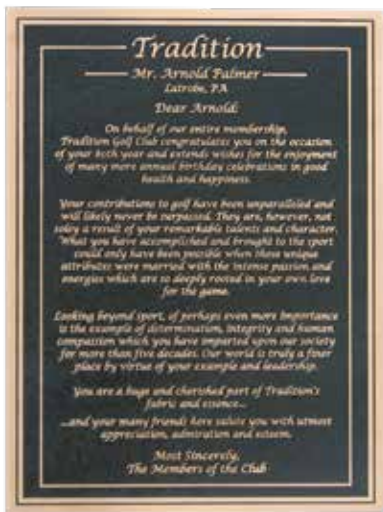 Tradition
Mr. Arnold Palmer
Latrobe, PA
Dear Arnold:
On behalf of our entire membership,
Tradition Golf Club congratulates you on the occasion
of your year and extends wishes for the enjoyment
of many more annual birthday celebrations in good
health and happiness.
Your contributions to golf have been unparalleled and
will likely never be surpassed. They are, however, not
soley a result of your remarkable talents and character.
What you have accomplished and brought to the sport
could only have been possible when those unique
attributes were married with the intense passion and
energies which are so deeply rooted in your own love
for the game.
Looking beyond sport, of perhaps even more importance
is the example of determination, integrity and human
compassion which you have imparted upon our society
for more than five decades. Our world is truly a finer
place by virtue of your example and leadership.
You are a huge and cherished part of Tradition's
fabric and essence...
...and your many friends here salute you with utmost
appreciation, admiration and esteem.
Most Sincerely,
The Members of the Club